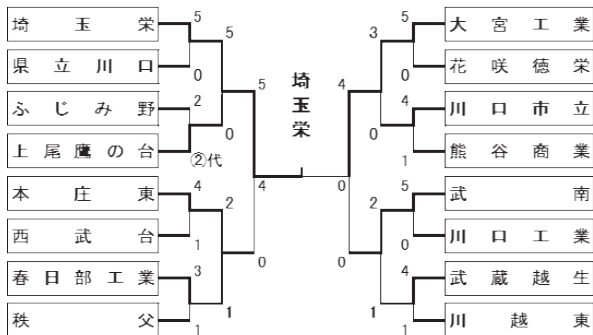 埼玉栄
県立川口
ふじみ野
上尾鷹の台
本庄東
西武台
春日部工業
秩父
5
0
2
②代
4
1
3
1
5
0
2
1
5
0
4
埼玉栄
0
4
0
3
0
2
1
5
0
4
1
5
0
4
1
大宮工業
花咲徳栄
川口市立
熊谷商業
武南
川口工業
武蔵越生
川越東